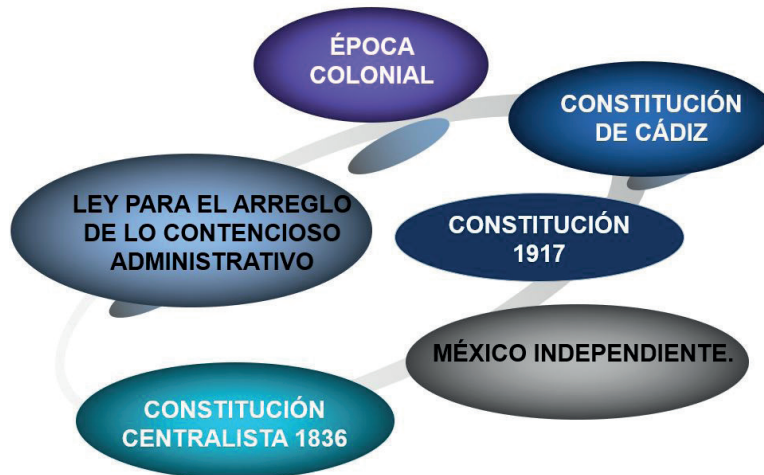 ÉPOCA
COLONIAL
CONSTITUCIÓN
DE CÁDIZ
LEY PARA EL ARREGLO
DE LO CONTENCIOSO
ADMINISTRATIVO
CONSTITUCIÓN
1917
MÉXICO INDEPENDIENTE.
CONSTITUCIÓN
CENTRALISTA 1836